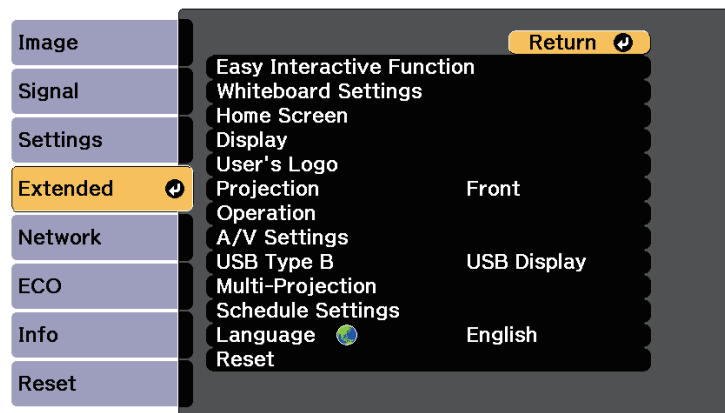 Image
Signal
Settings
Extended
Network
ECO
Info
Reset
Return
Easy Interactive Function
Whiteboard Settings
Home Screen
Display
User's Logo
Projection Front
Operation
A/V Settings
USB Type B USB Display
Multi-Projection
Schedule Settings
Language English
Reset